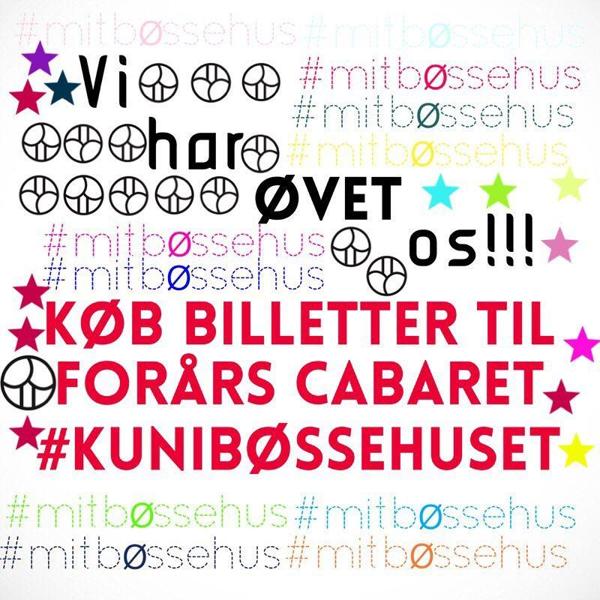 #mitbøssehus #mitbøssehus
Vi #mitbøssehus
#mitbøssehus
har #mitbøssehus
ØVET
#mitbøssehus os!!!
#mitbøssehus
KØB BILLETTER TIL
FORÅRS CABARET
#KUNIBØSSEHUSET
#mitbøssehus #mitbøssehus
#mitbøssehus #mitbøssehus